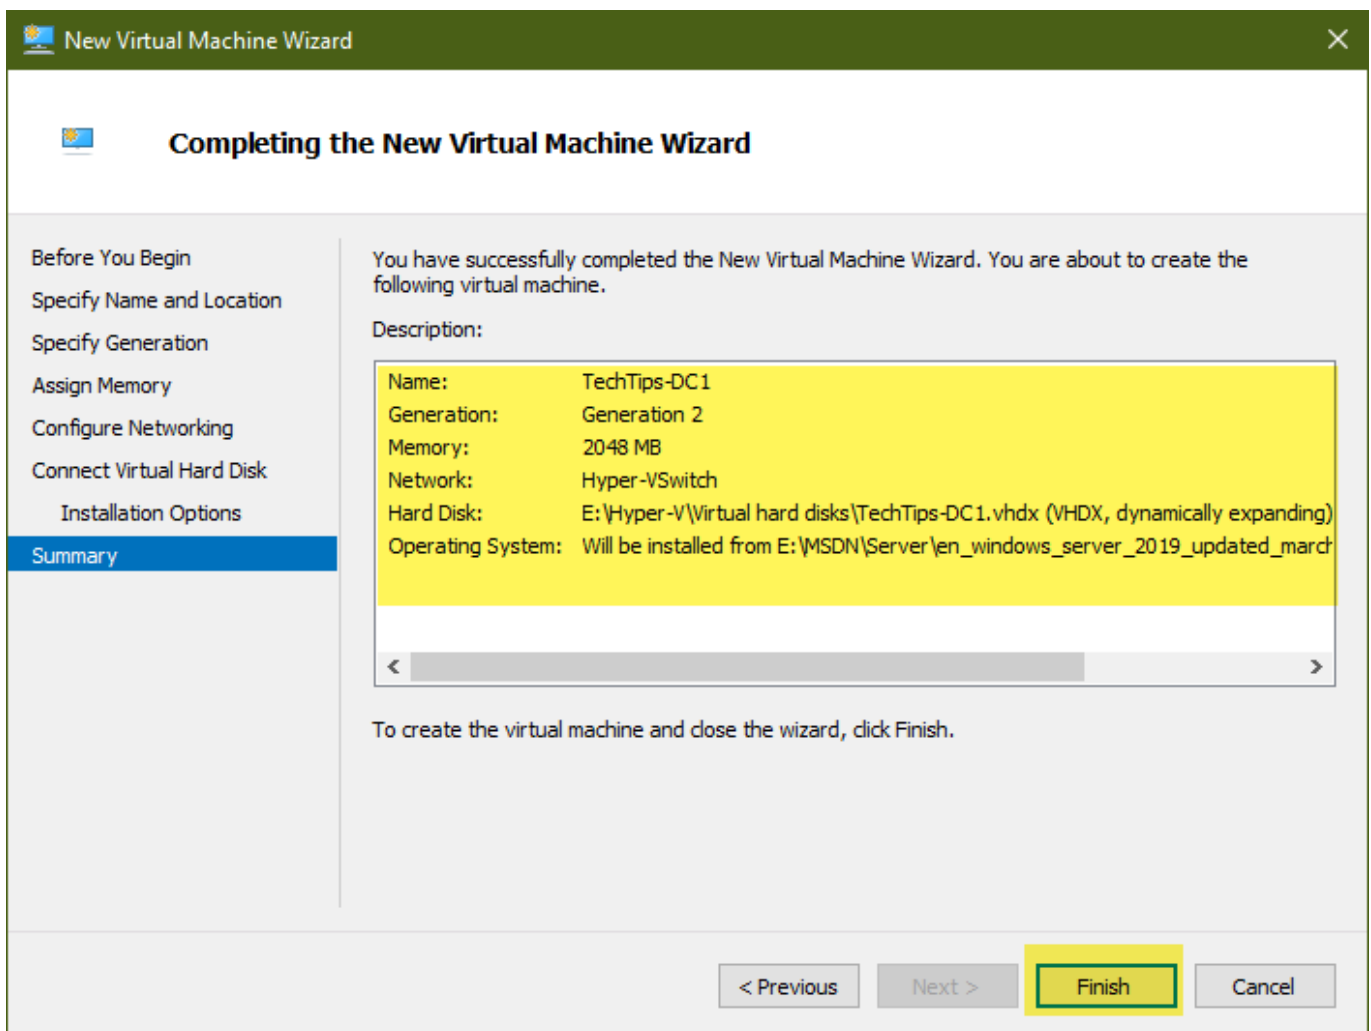 New Virtual Machine Wizard
Completing the New Virtual Machine Wizard
Before You Begin
Specify Name and Location
Specify Generation
Assign Memory
Configure Networking
Connect Virtual Hard Disk
Installation Options
Summary
You have successfully completed the New Virtual Machine Wizard. You are about to create the
following virtual machine.
Description:
Name: TechTips-DC1
Generation: Generation 2
Memory: 2048 MB
Network: Hyper-VSwitch
Hard Disk: E:\Hyper-V\Virtual hard disks\TechTips-DC1.vhdx (VHDX, dynamically expanding)
Operating System: Will be installed from E:\MSDN\Server\en_windows_server_2019_updated_march
To create the virtual machine and close the wizard, click Finish.
< Previous Next > Finish Cancel